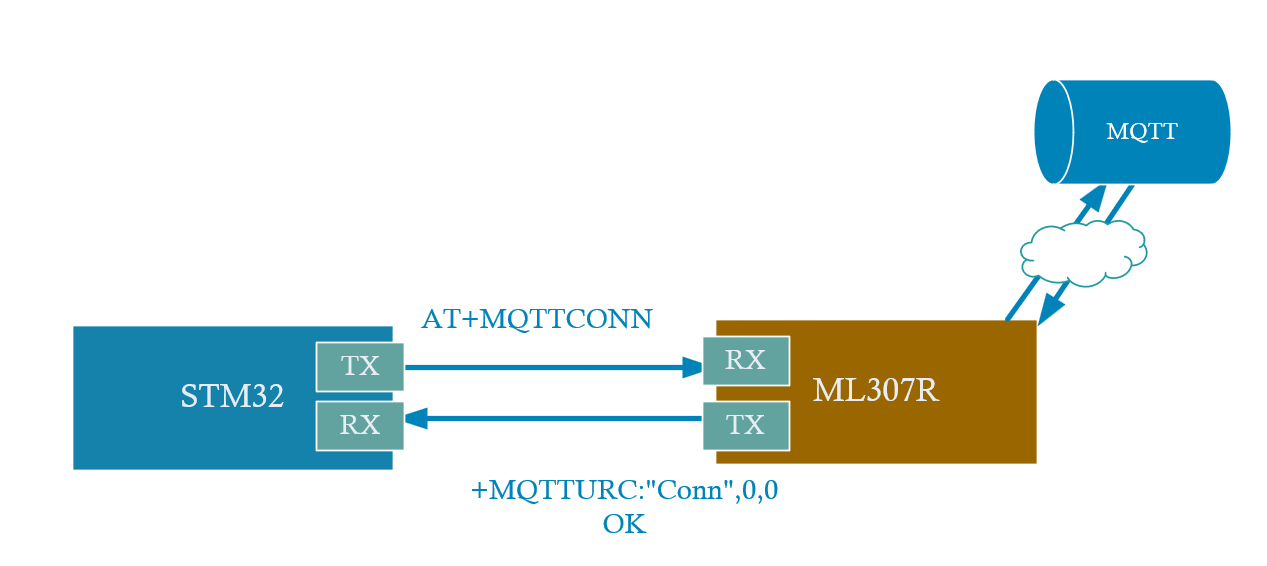 MQTT
AT+MQTTCONN
TX
RX
STM32
ML307R
RX
TX
+MQTTURC:"Conn",0,0
OK